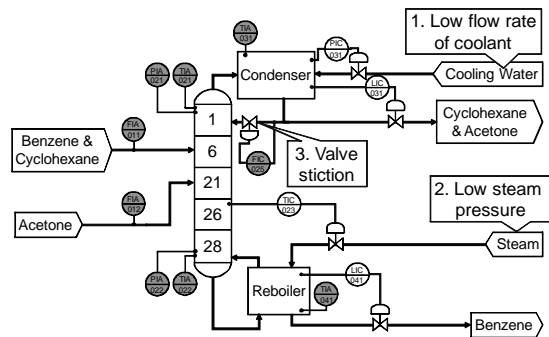 1. Low flow rate
of coolant
TIA
031
PIC
031
Condenser
Cooling Water
LIC
031
PIA
021
TIA
021
1
Cyclohexane
& Acetone
FIA
011
Benzene &
Cyclohexane
6
FIC
025
3. Valve
stiction
21
2. Low steam
pressure
Acetone
FIA
012
26
TIC
023
Steam
28
PIA
022
TIA
022
LIC
041
Reboiler
TIA
041
Benzene